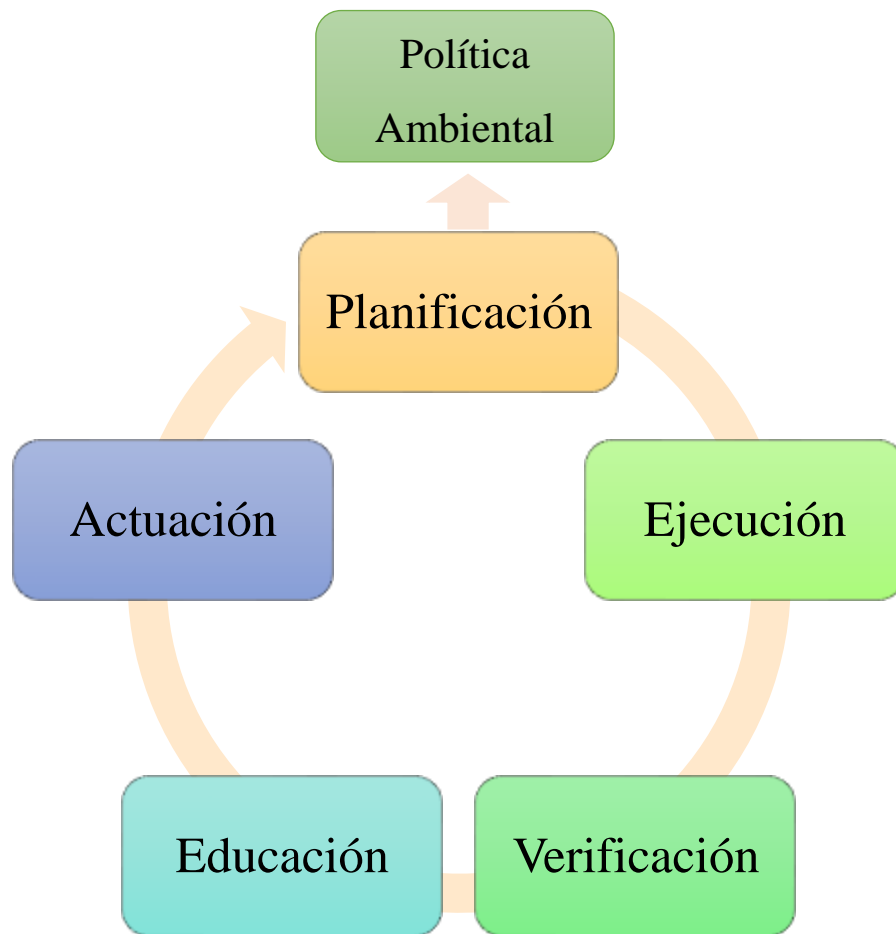 Política
Ambiental
Planificación
Actuación
Ejecución
Educación
Verificación